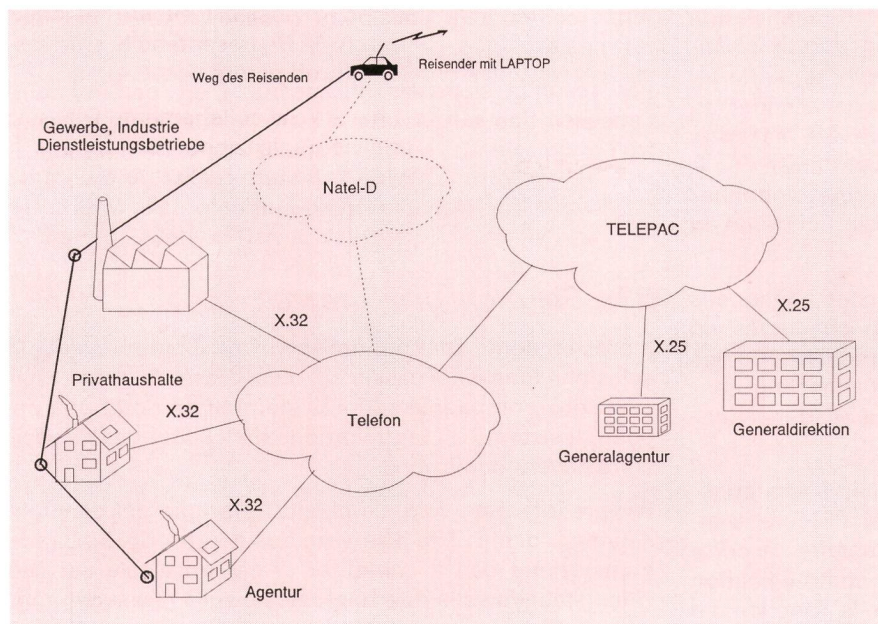 Weg des Reisenden
Reisender mit LAPTOP
Gewerbe, Industrie
Dienstleistungsbetriebe
Natel-D
TELEPAC
X.32
X.25
X.25
Privathaushalte
X.32
Telefon
Generaldirektion
Generalagentur
X.32
Agentur